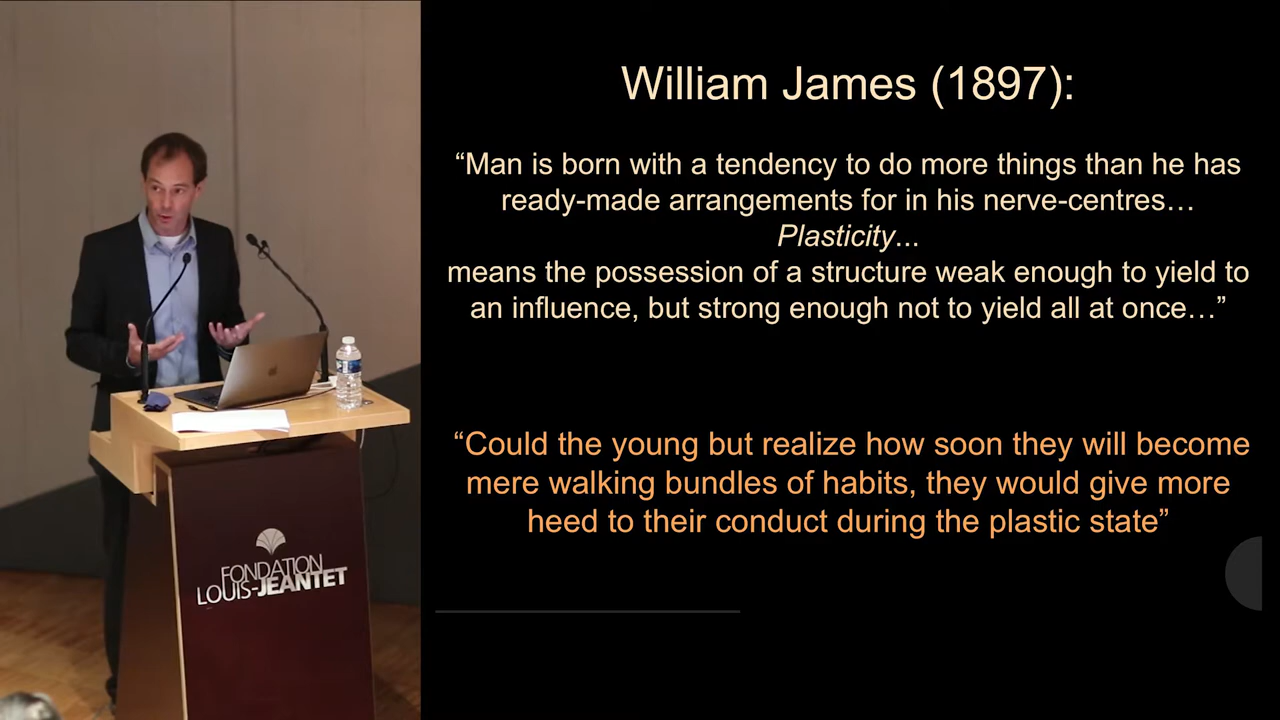 William James (1897):
“Man is born with a tendency to do more things than he has
ready-made arrangements for in his nerve-centres…
Plasticity...
means the possession of a structure weak enough to yield to
an influence, but strong enough not to yield all at once…”
“Could the young but realize how soon they will become
mere walking bundles of habits, they would give more
heed to their conduct during the plastic state”
FONDATION
LOUIS-JEANTET